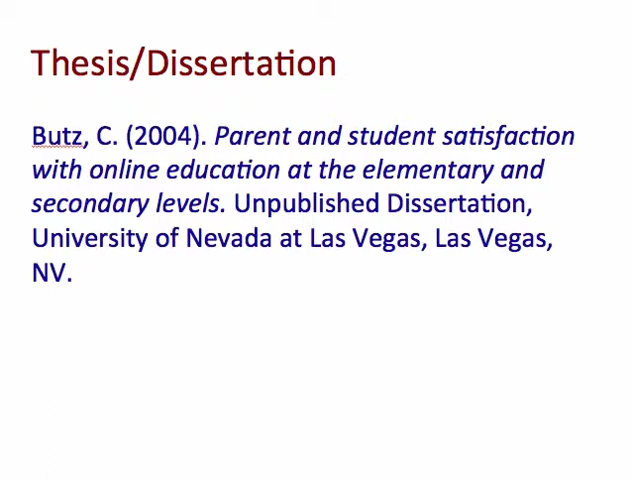 Thesis/Dissertation
Butz, C. (2004). Parent and student satisfaction
with online education at the elementary and
secondary levels. Unpublished Dissertation,
University of Nevada at Las Vegas, Las Vegas,
NV.